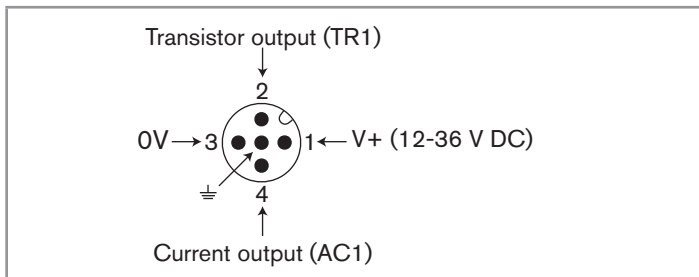 Transistor output (TR1)
2
0V 3 1 V+ (12-36 V DC)
4
Current output (AC1)